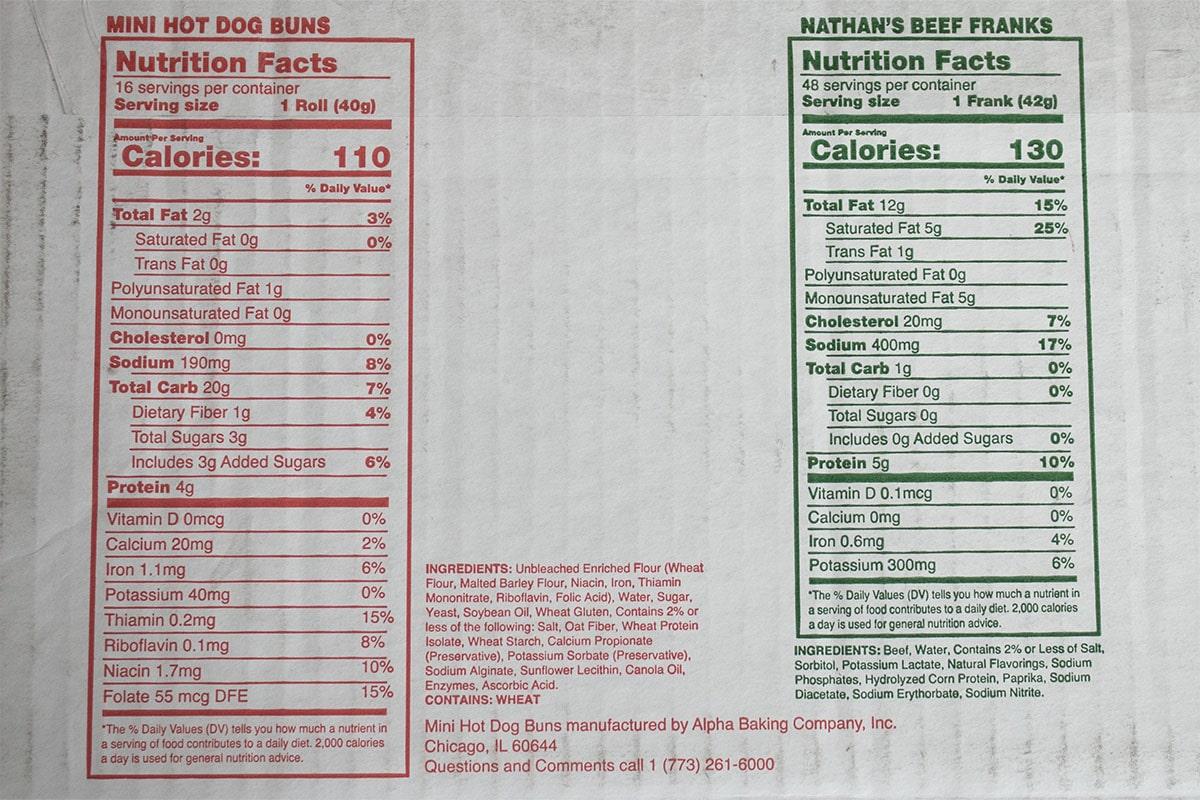 MINI HOT DOG BUNS
Nutrition Facts
16 servings per container
Serving size 1 Roll (40g)
Amount Per Serving
Calories: 110
% Daily Value*
Total Fat 2g 3%
Saturated Fat 0g 0%
Trans Fat 0g
Polyunsaturated Fat 1g
Monounsaturated Fat 0g
Cholesterol 0mg 0%
Sodium 190mg 8%
Total Carb 20g 7%
Dietary Fiber 1g 4%
Total Sugars 3g
Includes 3g Added Sugars 6%
Protein 4g
Vitamin D 0mcg 0%
Calcium 20mg 2%
Iron 1.1mg 6%
Potassium 40mg 0%
Thiamin 0.2mg 15%
Riboflavin 0.1mg 8%
Niacin 1.7mg 10%
Folate 55 mcg DFE 15%
*The % Daily Values (DV) tells you how much a nutrient in
a serving of food contributes to a daily diet. 2,000 calories
a day is used for general nutrition advice.
INGREDIENTS: Unbleached Enriched Flour (Wheat
Flour, Malted Barley Flour, Niacin, Iron, Thiamin
Mononitrate, Riboflavin, Folic Acid), Water, Sugar,
Yeast, Soybean Oil, Wheat Gluten, Contains 2% or
less of the following: Salt, Oat Fiber, Wheat Protein
Isolate, Wheat Starch, Calcium Propionate
(Preservative), Potassium Sorbate (Preservative),
Sodium Alginate, Sunflower Lecithin, Canola Oil,
Enzymes, Ascorbic Acid.
CONTAINS: WHEAT
Mini Hot Dog Buns manufactured by Alpha Baking Company, Inc.
Chicago, IL 60644
Questions and Comments call 1 (773) 261-6000
NATHAN'S BEEF FRANKS
Nutrition Facts
48 servings per container
Serving size 1 Frank (42g)
Amount Per Serving
Calories: 130
% Daily Value*
Total Fat 12g 15%
Saturated Fat 5g 25%
Trans Fat 1g
Polyunsaturated Fat 0g
Monounsaturated Fat 5g
Cholesterol 20mg 7%
Sodium 400mg 17%
Total Carb 1g 0%
Dietary Fiber 0g 0%
Total Sugars 0g
Includes 0g Added Sugars 0%
Protein 5g 10%
Vitamin D 0.1mcg 0%
Calcium 0mg 0%
Iron 0.6mg 4%
Potassium 300mg 6%
*The % Daily Values (DV) tells you how much a nutrient in
a serving of food contributes to a daily diet. 2,000 calories
a day is used for general nutrition advice.
INGREDIENTS: Beef, Water, Contains 2% or Less of Salt,
Sorbitol, Potassium Lactate, Natural Flavorings, Sodium
Phosphates, Hydrolyzed Corn Protein, Paprika, Sodium
Diacetate, Sodium Erythorbate, Sodium Nitrite.